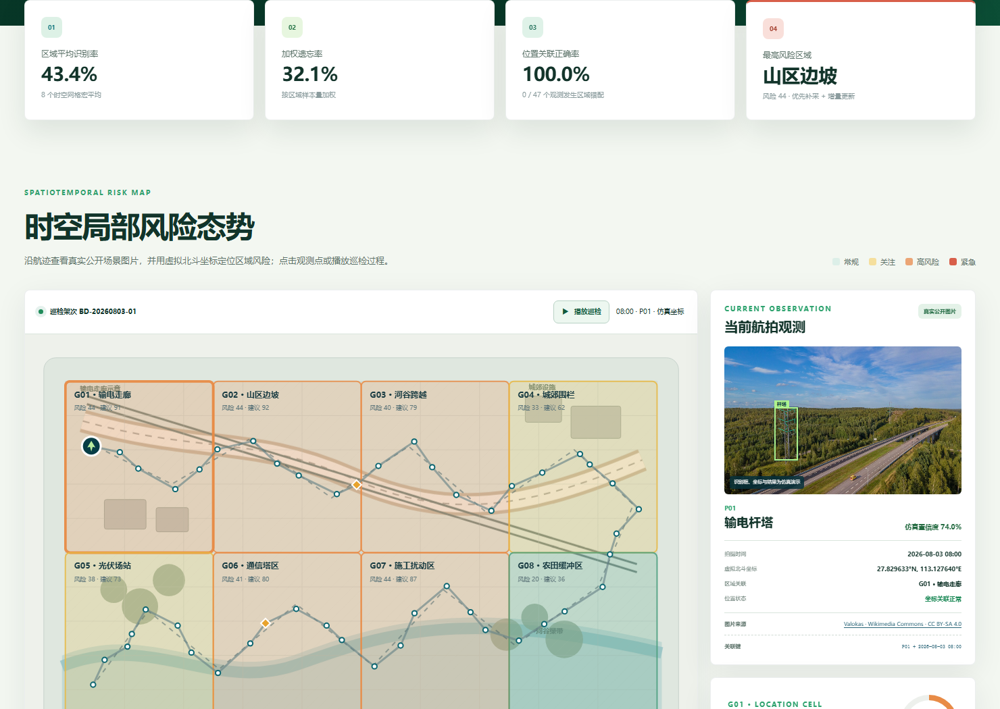 01
区域平均识别率
43.4%
8 个时空网格宏平均
02
加权遗忘率
32.1%
按区域样本量加权
03
位置关联正确率
100.0%
0 / 47 个观测发生区域错配
04
最高风险区域
山区边坡
风险 44 · 优先补采 + 增量更新
SPATIOTEMPORAL RISK MAP
时空局部风险态势
沿航迹查看真实公开场景图片，并用虚拟北斗坐标定位区域风险；点击观测点或播放巡检过程。
常规
关注
高风险
紧急
巡检架次 BD-20260803-01
播放巡检
08:00 · P01 · 仿真坐标
输电走廊示意
G01 • 输电走廊
风险 44 · 建议 91
G02 • 山区边坡
风险 44 · 建议 92
G03 • 河谷跨越
风险 40 · 建议 79
城郊设施
G04 • 城郊围栏
风险 33 · 建议 62
G05 • 光伏场站
风险 38 · 建议 73
G06 • 通信塔区
风险 41 · 建议 80
G07 • 施工扰动区
风险 44 · 建议 87
G08 • 农田缓冲区
风险 20 · 建议 36
河谷绿带
CURRENT OBSERVATION
真实公开图片
当前航拍观测
杆塔
识别框、坐标与结果为仿真演示
P01
输电杆塔
仿真置信度 74.0%
拍摄时间
2026-08-03 08:00
虚拟北斗坐标
27.829633°N, 113.127640°E
区域关联
G01 • 输电走廊
位置状态
坐标关联正常
图片来源
Valokas · Wikimedia Commons · CC BY-SA 4.0
关联键
P01 + 2026-08-03 08:00
G01 • LOCATION CELL